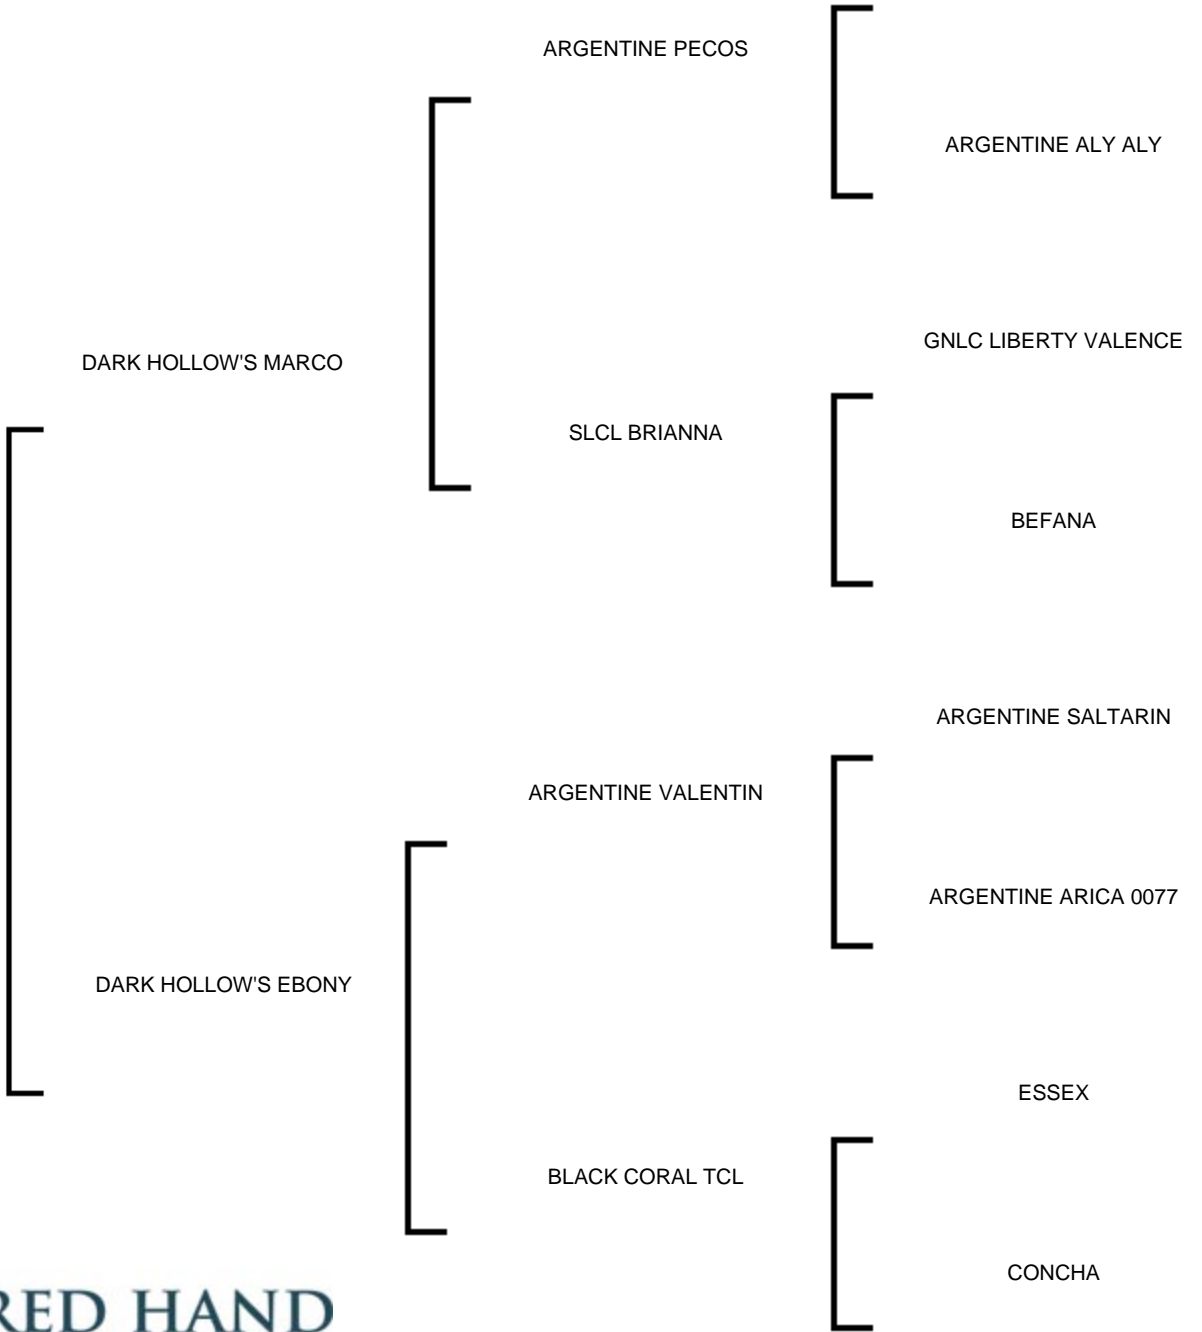 ARGENTINE PECOS
ARGENTINE ALY ALY
GNLC LIBERTY VALENCE
DARK HOLLOW'S MARCO
SLCL BRIANNA
BEFANA
ARGENTINE SALTARIN
ARGENTINE VALENTIN
ARGENTINE ARICA 0077
DARK HOLLOW'S EBONY
ESSEX
BLACK CORAL TCL
CONCHA
RED HAND